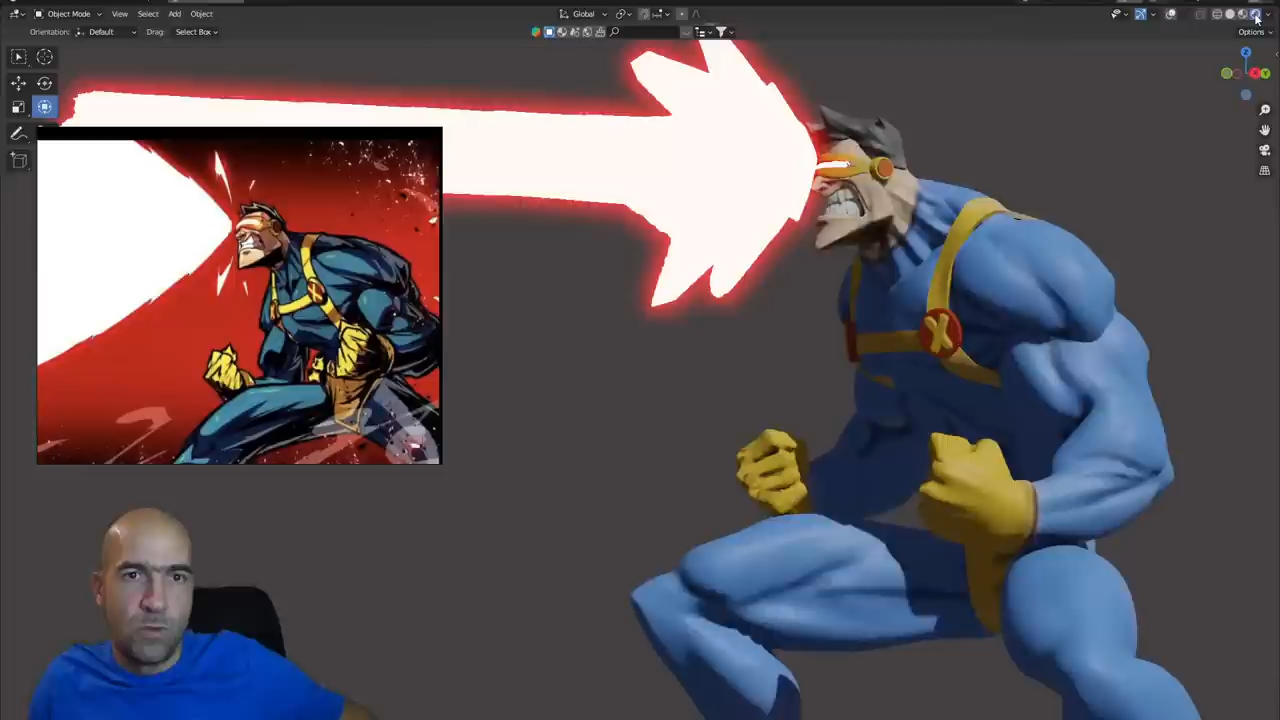 Object Mode View Select Add Object Global
Orientation: Default Drag: Select Box Options
Z
X Y
X
X